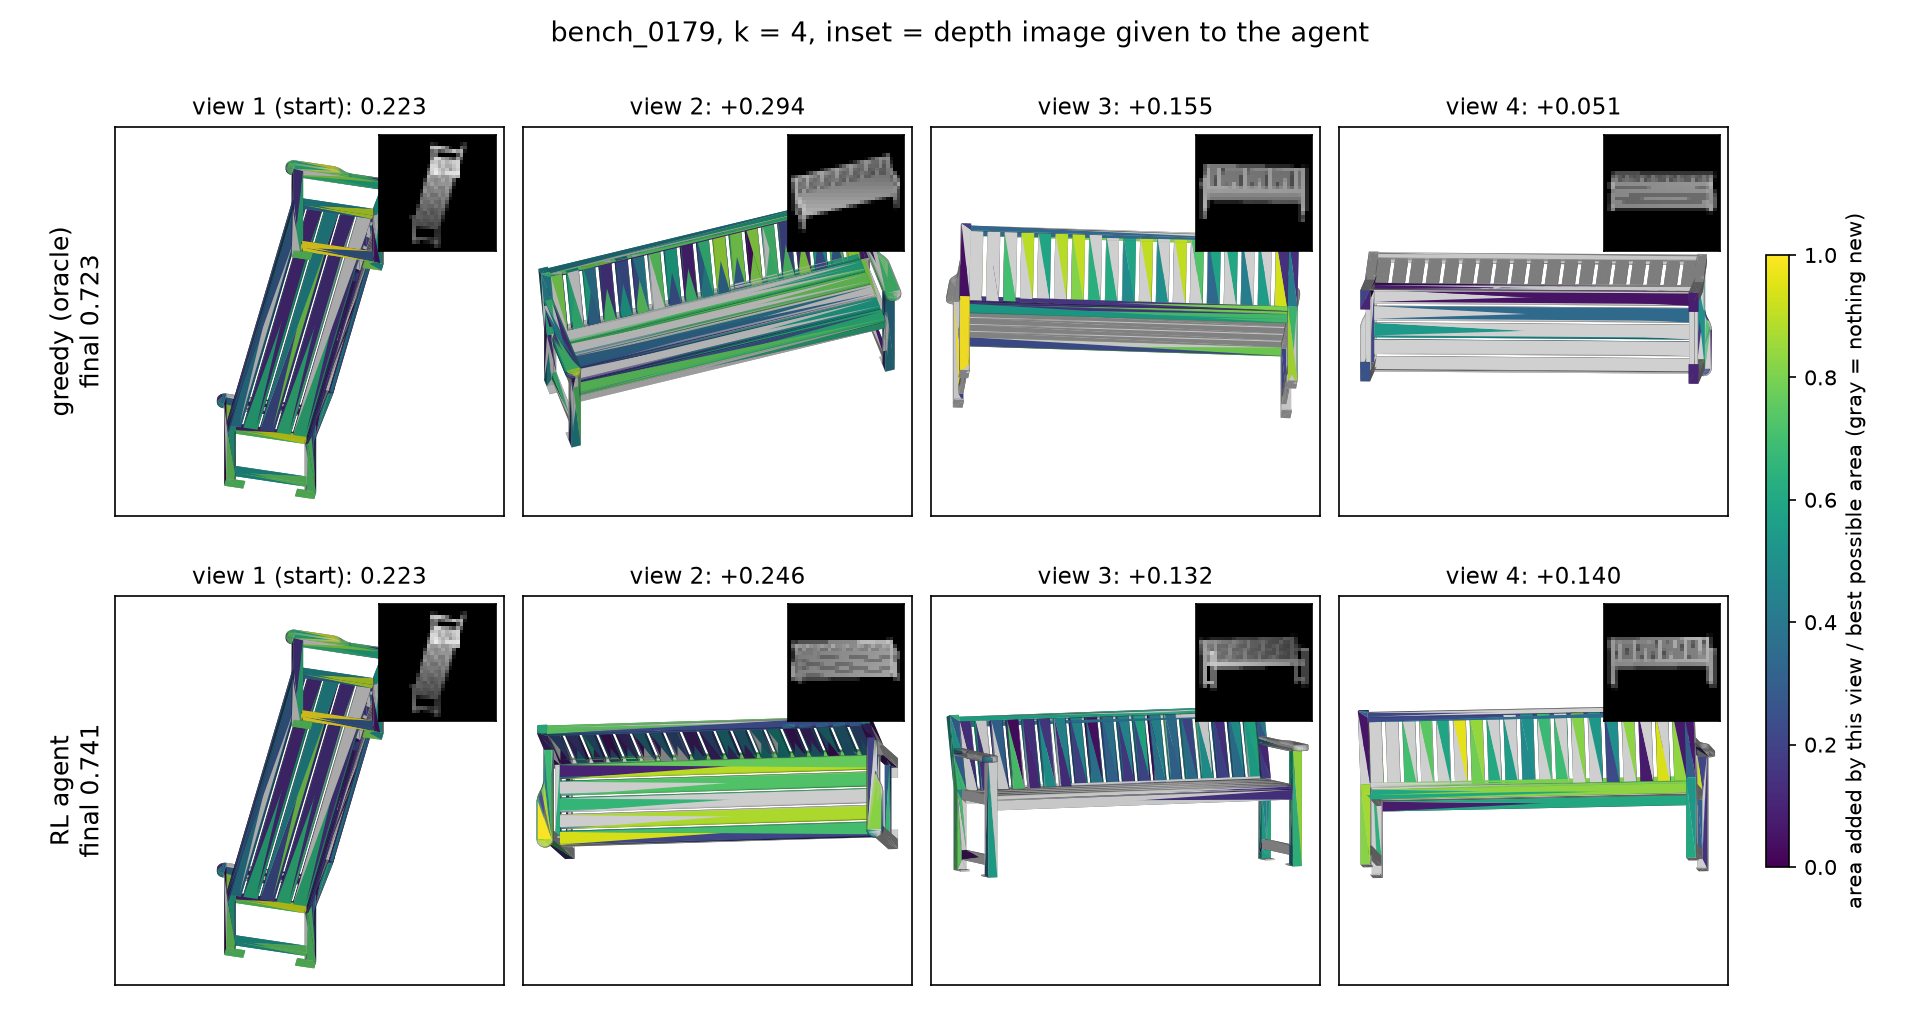 bench_0179, k = 4, inset = depth image given to the agent
view 1 (start): 0.223
view 2: +0.294
view 3: +0.155
view 4: +0.051
greedy (oracle)
final 0.723
view 1 (start): 0.223
view 2: +0.246
view 3: +0.132
view 4: +0.140
RL agent
final 0.741
1.0
0.8
0.6
0.4
0.2
0.0
area added by this view / best possible area (gray = nothing new)